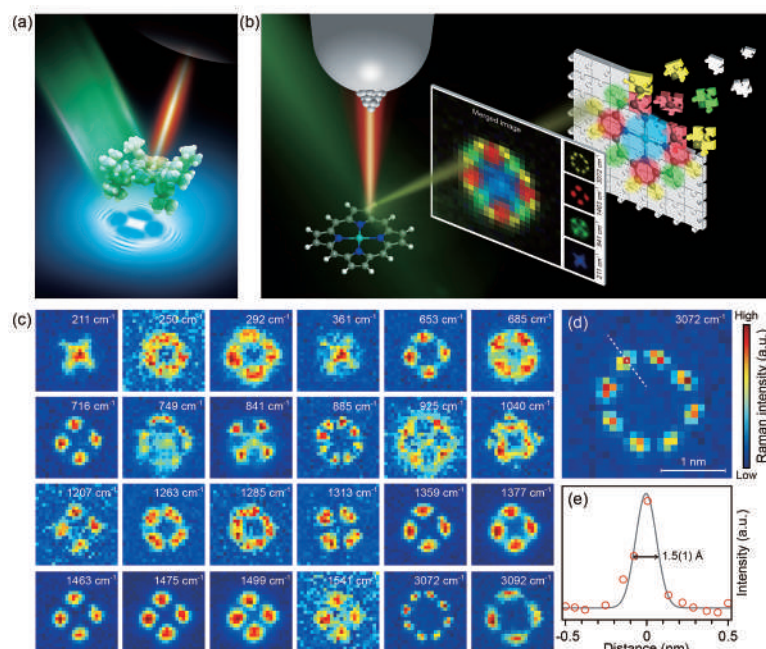 (a)
(b)
Merged image
3072 cm⁻¹
1463 cm⁻¹
841 cm⁻¹
211 cm⁻¹
(c)
211 cm⁻¹ 250 cm⁻¹ 292 cm⁻¹ 361 cm⁻¹ 653 cm⁻¹ 685 cm⁻¹
716 cm⁻¹ 749 cm⁻¹ 841 cm⁻¹ 885 cm⁻¹ 925 cm⁻¹ 1040 cm⁻¹
1207 cm⁻¹ 1263 cm⁻¹ 1285 cm⁻¹ 1313 cm⁻¹ 1359 cm⁻¹ 1377 cm⁻¹
1463 cm⁻¹ 1475 cm⁻¹ 1499 cm⁻¹ 1541 cm⁻¹ 3072 cm⁻¹ 3092 cm⁻¹
(d) 3072 cm⁻¹
1 nm
High
Raman intensity (a.u.)
Low
(e)
1.5(1) Å
Intensity (a.u.)
-0.5 0 0.5
Distance (nm)